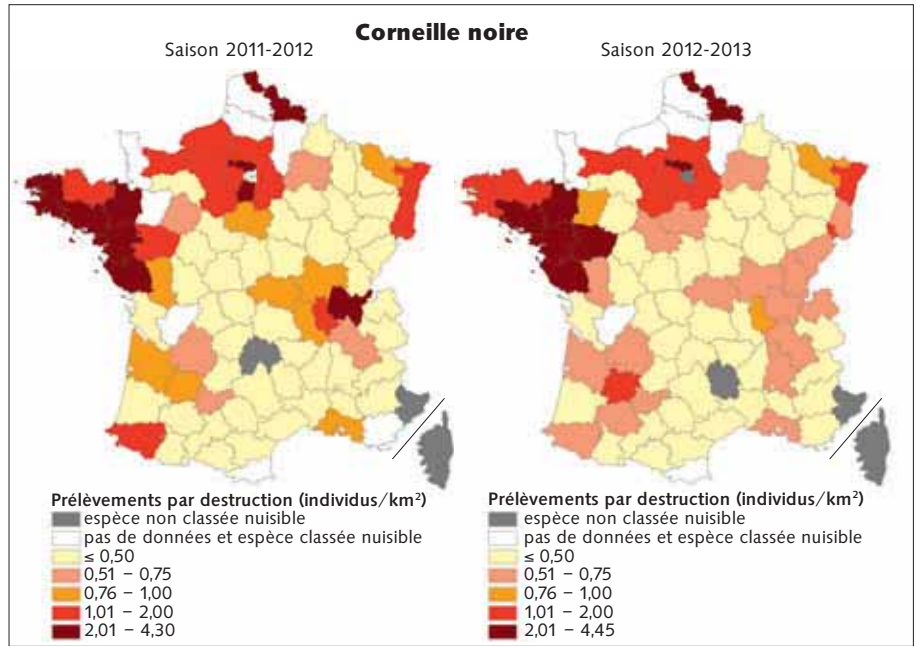 Corneille noire
Saison 2011-2012
Saison 2012-2013
Prélèvements par destruction (individus/km²)
espèce non classée nuisible
pas de données et espèce classée nuisible
≤ 0,50
0,51 – 0,75
0,76 – 1,00
1,01 – 2,00
2,01 – 4,30
Prélèvements par destruction (individus/km²)
espèce non classée nuisible
pas de données et espèce classée nuisible
≤ 0,50
0,51 – 0,75
0,76 – 1,00
1,01 – 2,00
2,01 – 4,45